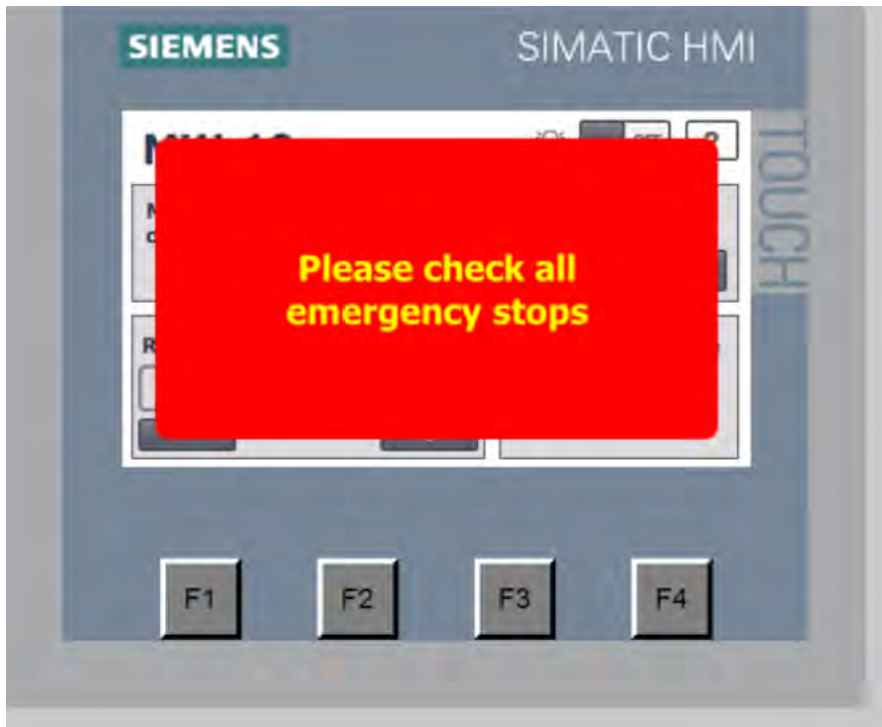 SIEMENS
SIMATIC HMI
TOUCH
Please check all
emergency stops
F1
F2
F3
F4